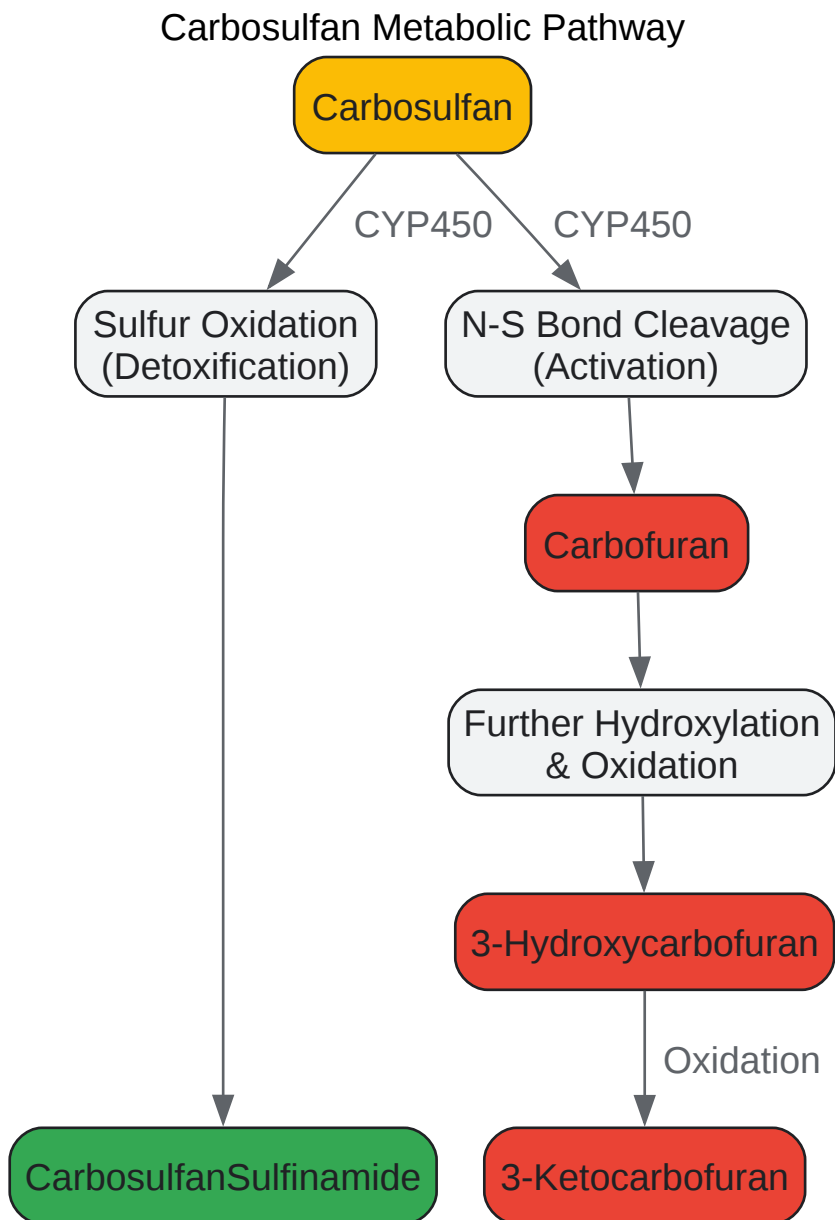 Carbosulfan Metabolic Pathway
Carbosulfan
CYP450
CYP450
Sulfur Oxidation
(Detoxification)
N-S Bond Cleavage
(Activation)
Carbofuran
Further Hydroxylation
& Oxidation
3-Hydroxycarbofuran
Oxidation
CarbosulfanSulfinamide
3-Ketocarbofuran